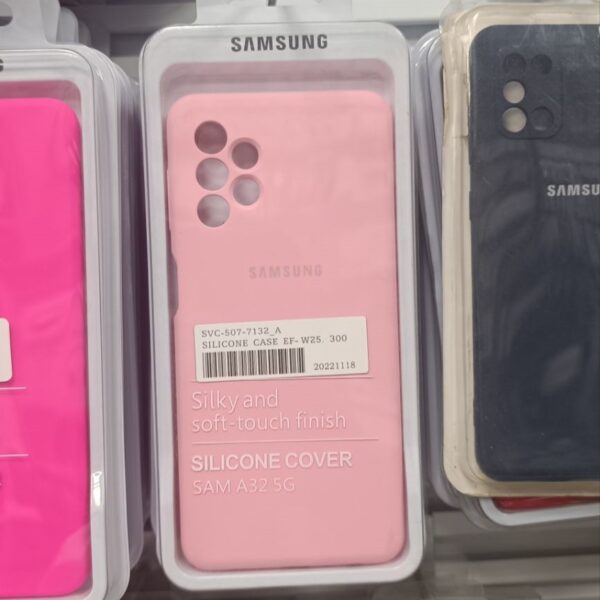 SAMSUNG
SAMSUNG
SVC-507-7132_A
SILICONE CASE EF-W25. 300
20221118
Silky and
soft-touch finish
SILICONE COVER
SAM A32 5G
SAMSU